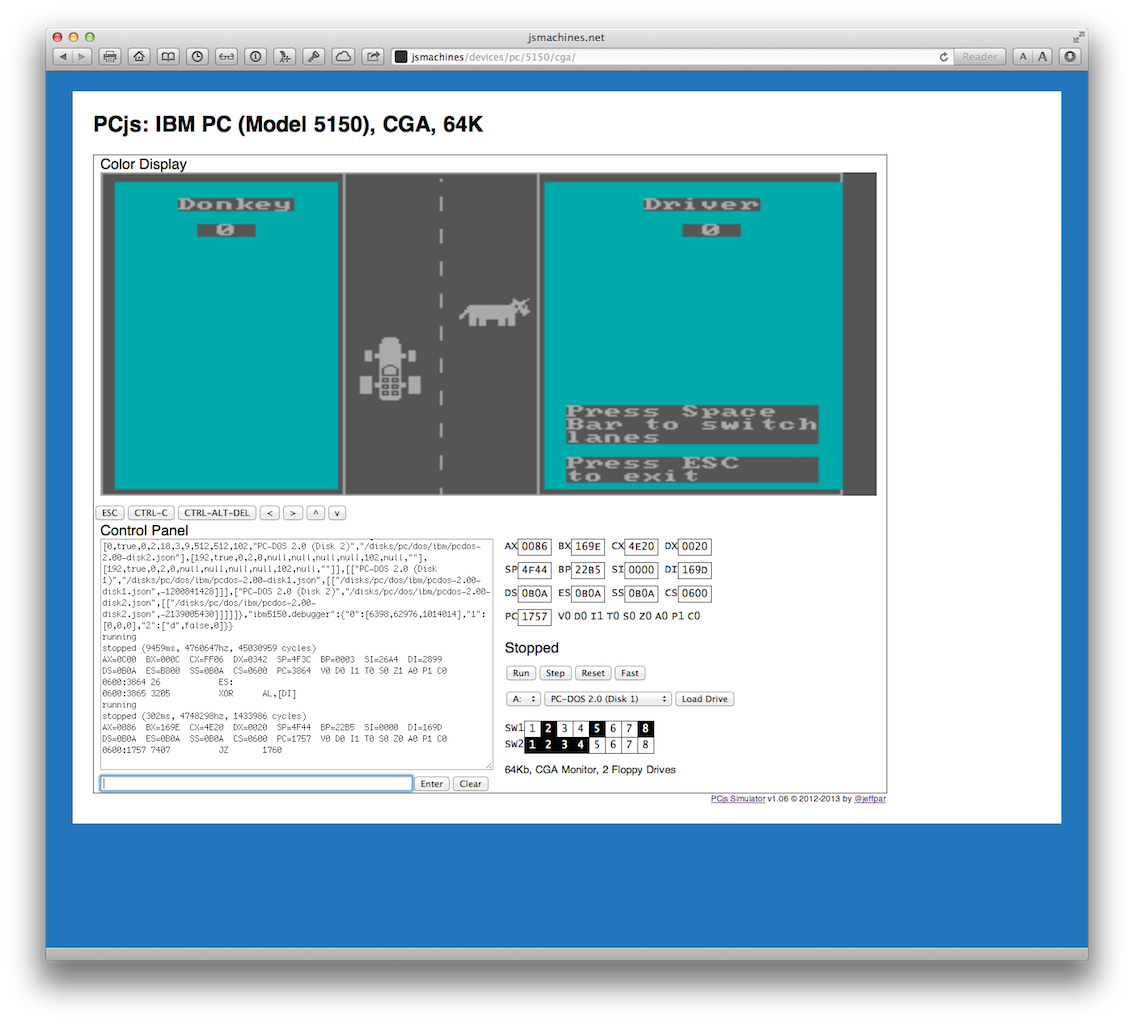 jsmachines.net
jsmachines/devices/pc/5150/cga/
Reader
A A
PCjs: IBM PC (Model 5150), CGA, 64K
Color Display
Donkey
0
Driver
0
Press Space
Bar to switch
lanes
Press ESC
to exit
ESC CTRL-C CTRL-ALT-DEL < > ^ v
Control Panel
[0,true,0,2,18,3,9,512,512,102,"PC-DOS 2.0 (Disk 2)","/disks/pc/dos/ibm/pcdos-
2.00-disk2.json"],[192,true,0,2,0,null,null,null,null,102,null,""],
[192,true,0,2,0,null,null,null,null,102,null,""]],[["PC-DOS 2.0 (Disk
1)","/disks/pc/dos/ibm/pcdos-2.00-disk1.json",[["/disks/pc/dos/ibm/pcdos-2.00-
disk1.json",-1200841428]]],["PC-DOS 2.0 (Disk 2)","/disks/pc/dos/ibm/pcdos-2.00-
disk2.json",[["/disks/pc/dos/ibm/pcdos-2.00-
disk2.json",-2139005430]]]]],"ibm5150.debugger":{"0":[6398,62976,1014014],"1":
[0,0,0],"2":["d",false,0]}}
running
stopped (9459ms, 4760647hz, 45030959 cycles)
AX=0C00 BX=000C CX=FF06 DX=0342 SP=4F3C BP=0003 SI=26A4 DI=2899
DS=0B0A ES=B800 SS=0B0A CS=0600 PC=3864 V0 D0 I1 T0 S0 Z1 A0 P1 C0
0600:3864 26 ES:
0600:3865 3205 XOR AL,[DI]
running
stopped (302ms, 4748298hz, 1433986 cycles)
AX=0086 BX=169E CX=4E20 DX=0020 SP=4F44 BP=22B5 SI=0000 DI=169D
DS=0B0A ES=0B0A SS=0B0A CS=0600 PC=1757 V0 D0 I1 T0 S0 Z0 A0 P1 C0
0600:1757 7407 JZ 1760
Enter Clear
AX 0086 BX 169E CX 4E20 DX 0020
SP 4F44 BP 22B5 SI 0000 DI 169D
DS 0B0A ES 0B0A SS 0B0A CS 0600
PC 1757 V0 D0 I1 T0 S0 Z0 A0 P1 C0
Stopped
Run Step Reset Fast
A: PC-DOS 2.0 (Disk 1) Load Drive
SW1 1 2 3 4 5 6 7 8
SW2 1 2 3 4 5 6 7 8
64Kb, CGA Monitor, 2 Floppy Drives
PCjs Simulator v1.06 © 2012-2013 by @jeffpar